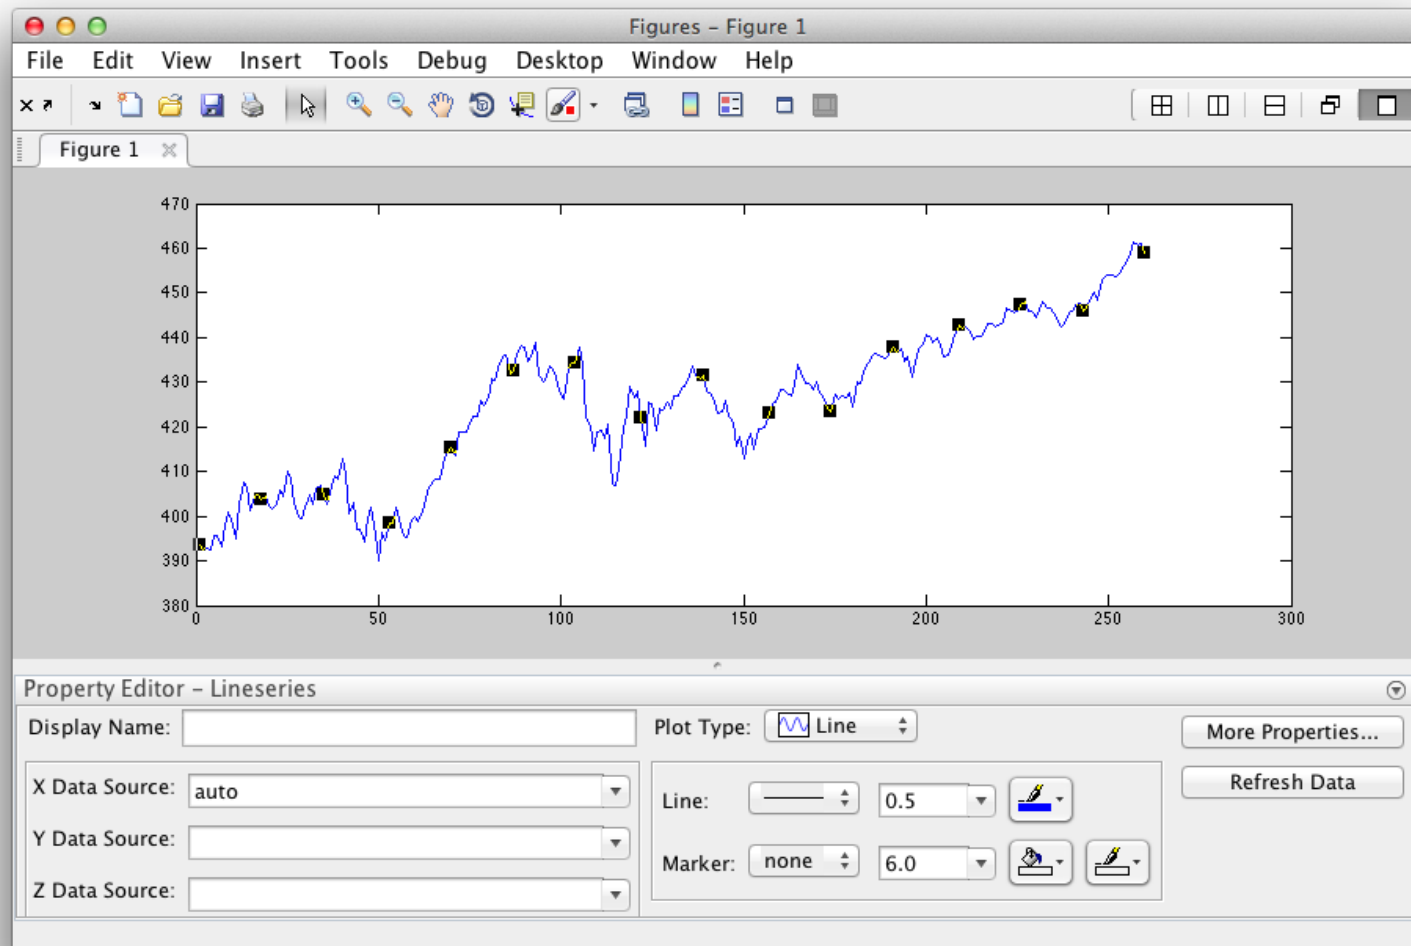 Figures – Figure 1
File Edit View Insert Tools Debug Desktop Window Help
Figure 1
470
460
450
440
430
420
410
400
390
380
0 50 100 150 200 250 300
Property Editor – Lineseries
Display Name:
Plot Type: Line
More Properties...
X Data Source: auto
Refresh Data
Line: 0.5
Y Data Source:
Marker: none 6.0
Z Data Source: